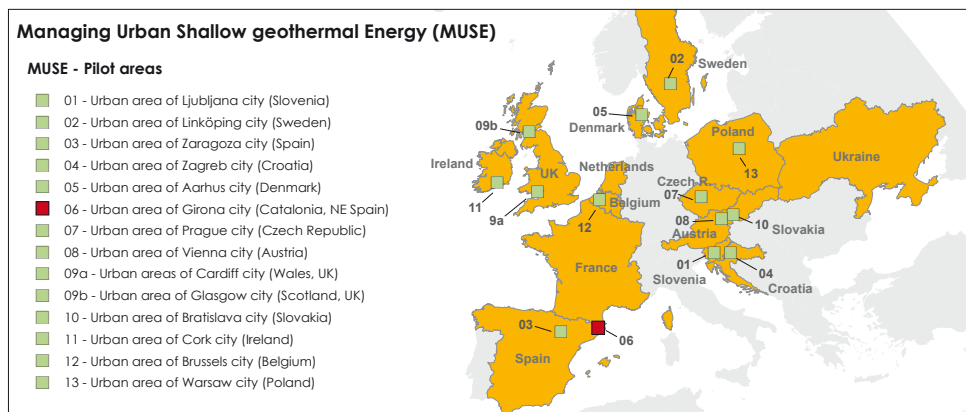 Managing Urban Shallow geothermal Energy (MUSE)
MUSE - Pilot areas
01 - Urban area of Ljubljana city (Slovenia)
02 - Urban area of Linköping city (Sweden)
03 - Urban area of Zaragoza city (Spain)
04 - Urban area of Zagreb city (Croatia)
05 - Urban area of Aarhus city (Denmark)
06 - Urban area of Girona city (Catalonia, NE Spain)
07 - Urban area of Prague city (Czech Republic)
08 - Urban area of Vienna city (Austria)
09a - Urban areas of Cardiff city (Wales, UK)
09b - Urban area of Glasgow city (Scotland, UK)
10 - Urban area of Bratislava city (Slovakia)
11 - Urban area of Cork city (Ireland)
12 - Urban area of Brussels city (Belgium)
13 - Urban area of Warsaw city (Poland)
02
Sweden
05
Denmark
09b
Poland
13
Ireland
UK
Netherlands
Ukraine
11
9a
Belgium
12
Czech R.
07
08
Austria
10
Slovakia
France
01
Slovenia
04
Croatia
03
Spain
06